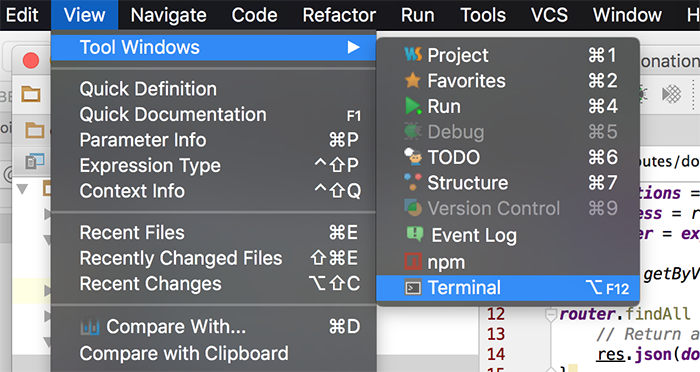 Edit View Navigate Code Refactor Run Tools VCS Window H
Tool Windows
Quick Definition
Quick Documentation F1
Parameter Info ⌘P
Expression Type ^⇧P
Context Info ^⇧Q
Recent Files ⌘E
Recently Changed Files ⇧⌘E
Recent Changes ⌥⇧C
Compare With... ⌘D
Compare with Clipboard
Project ⌘1
Favorites ⌘2
Run ⌘4
Debug ⌘5
TODO ⌘6
Structure ⌘7
Version Control ⌘9
Event Log
npm
Terminal ⌥F12
onation
outes/do
tions =
ess = r
er = ex
getByV
12 router.findAll
13 // Return a
14 res.json(do